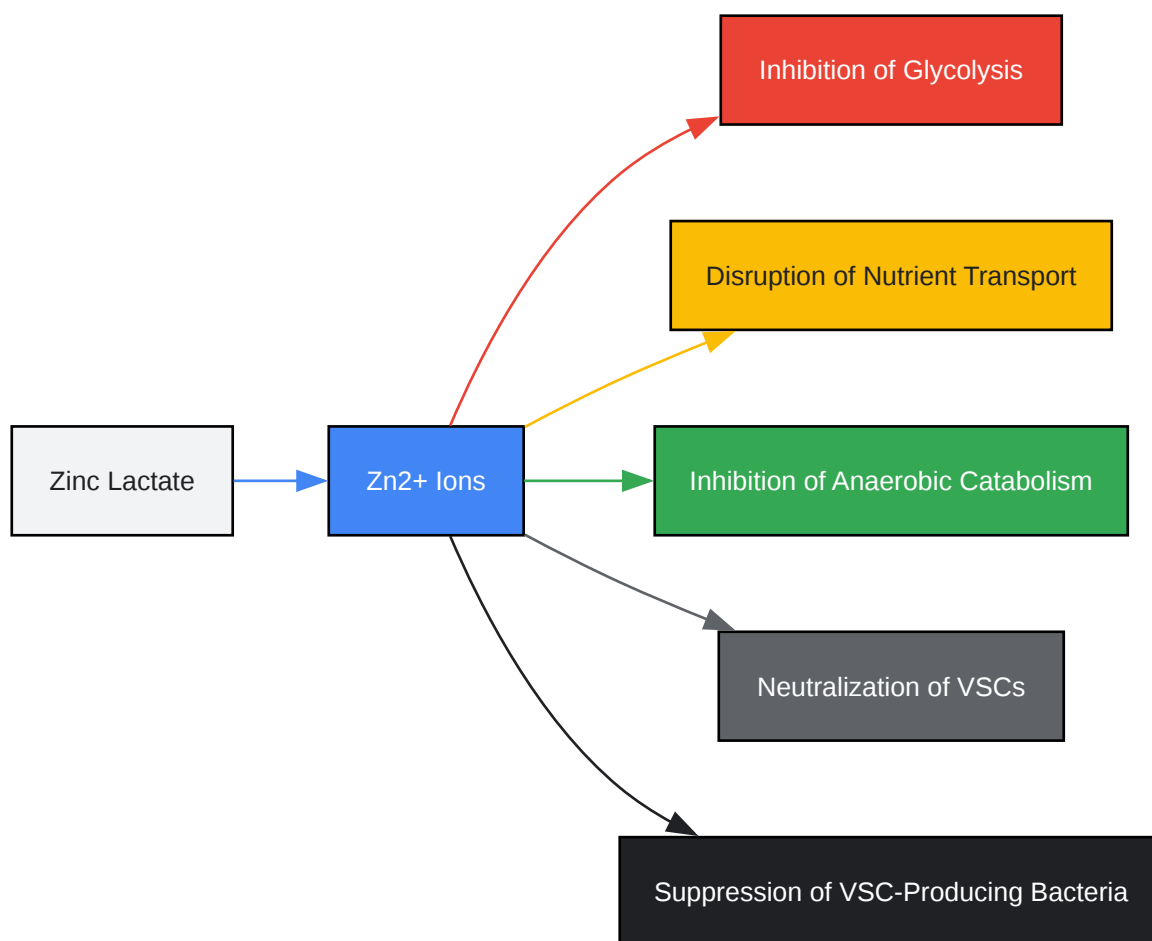 Inhibition of Glycolysis
Disruption of Nutrient Transport
Zinc Lactate
Zn2+ Ions
Inhibition of Anaerobic Catabolism
Neutralization of VSCs
Suppression of VSC-Producing Bacteria